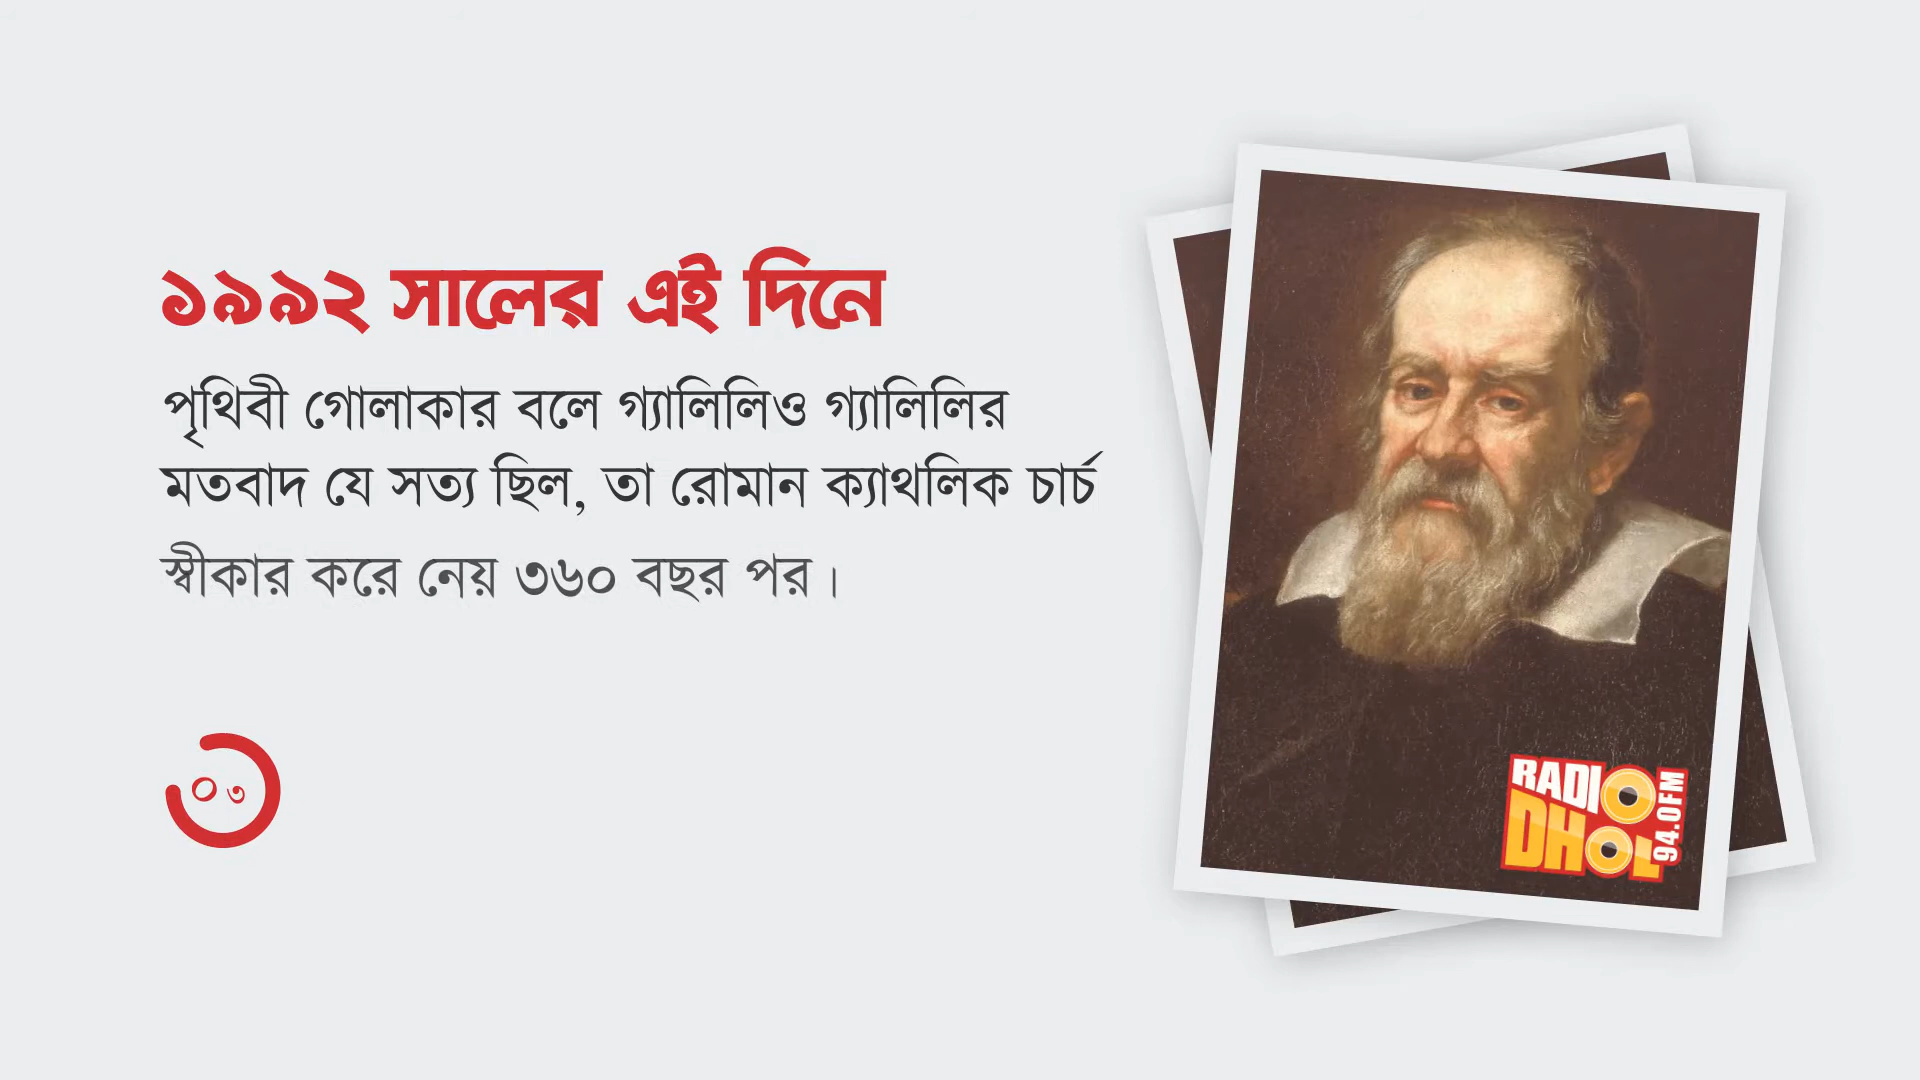 ১৯৯২ সালের এই দিনে
পৃথিবী গোলাকার বলে গ্যালিলিও গ্যালিলির
মতবাদ যে সত্য ছিল, তা রোমান ক্যাথলিক চার্চ
স্বীকার করে নেয় ৩৬০ বছর পর।
০৩
RADIO
DHOL
94.0FM